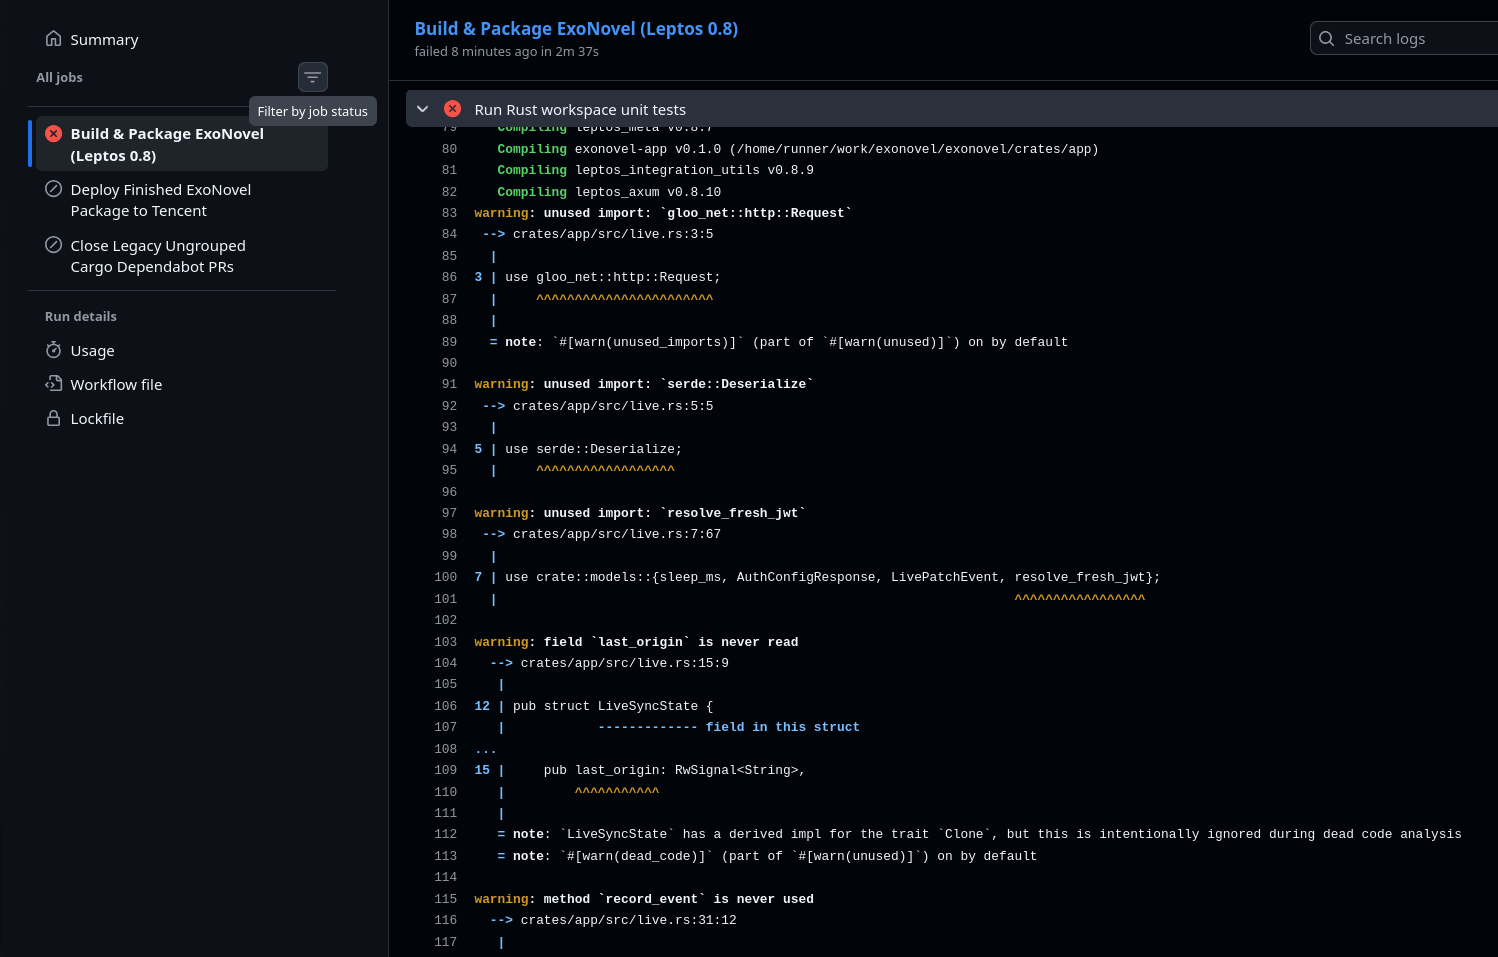 Summary
All jobs
Filter by job status
Build & Package ExoNovel
(Leptos 0.8)
Deploy Finished ExoNovel
Package to Tencent
Close Legacy Ungrouped
Cargo Dependabot PRs
Run details
Usage
Workflow file
Lockfile
Build & Package ExoNovel (Leptos 0.8)
failed 8 minutes ago in 2m 37s
Search logs
Run Rust workspace unit tests
79 Compiling leptos_meta v0.8.7
80 Compiling exonovel-app v0.1.0 (/home/runner/work/exonovel/exonovel/crates/app)
81 Compiling leptos_integration_utils v0.8.9
82 Compiling leptos_axum v0.8.10
83 warning: unused import: `gloo_net::http::Request`
84 --> crates/app/src/live.rs:3:5
85 |
86 3 | use gloo_net::http::Request;
87 | ^^^^^^^^^^^^^^^^^^^^^^^
88 |
89 = note: `#[warn(unused_imports)]` (part of `#[warn(unused)]`) on by default
90
91 warning: unused import: `serde::Deserialize`
92 --> crates/app/src/live.rs:5:5
93 |
94 5 | use serde::Deserialize;
95 | ^^^^^^^^^^^^^^^^^^
96
97 warning: unused import: `resolve_fresh_jwt`
98 --> crates/app/src/live.rs:7:67
99 |
100 7 | use crate::models::{sleep_ms, AuthConfigResponse, LivePatchEvent, resolve_fresh_jwt};
101 | ^^^^^^^^^^^^^^^^^
102
103 warning: field `last_origin` is never read
104 --> crates/app/src/live.rs:15:9
105 |
106 12 | pub struct LiveSyncState {
107 | ------------- field in this struct
108 ...
109 15 | pub last_origin: RwSignal<String>,
110 | ^^^^^^^^^^^
111 |
112 = note: `LiveSyncState` has a derived impl for the trait `Clone`, but this is intentionally ignored during dead code analysis
113 = note: `#[warn(dead_code)]` (part of `#[warn(unused)]`) on by default
114
115 warning: method `record_event` is never used
116 --> crates/app/src/live.rs:31:12
117 |